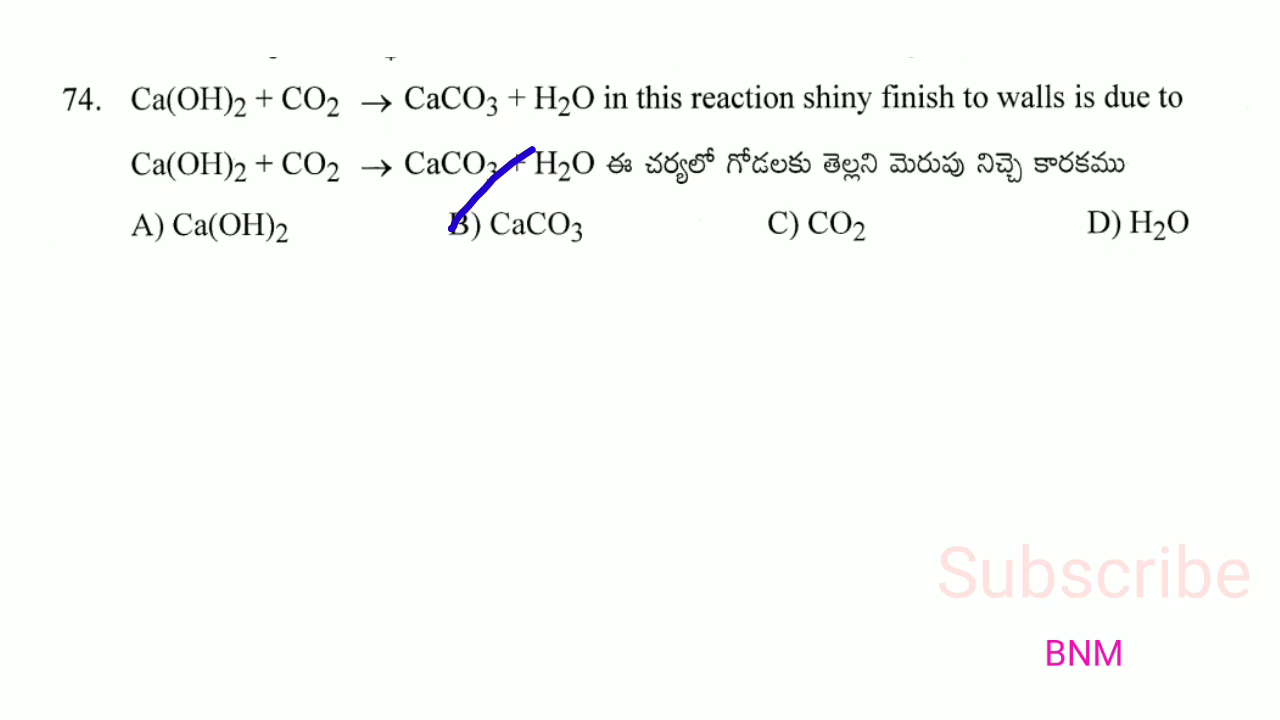 74. Ca(OH)₂ + CO₂ → CaCO₃ + H₂O in this reaction shiny finish to walls is due to
Ca(OH)₂ + CO₂ → CaCO₃ + H₂O ఈ చర్యలో గోడలకు తెల్లని మెరుపు నిచ్చె కారకము
A) Ca(OH)₂ B) CaCO₃ C) CO₂ D) H₂O
Subscribe
BNM